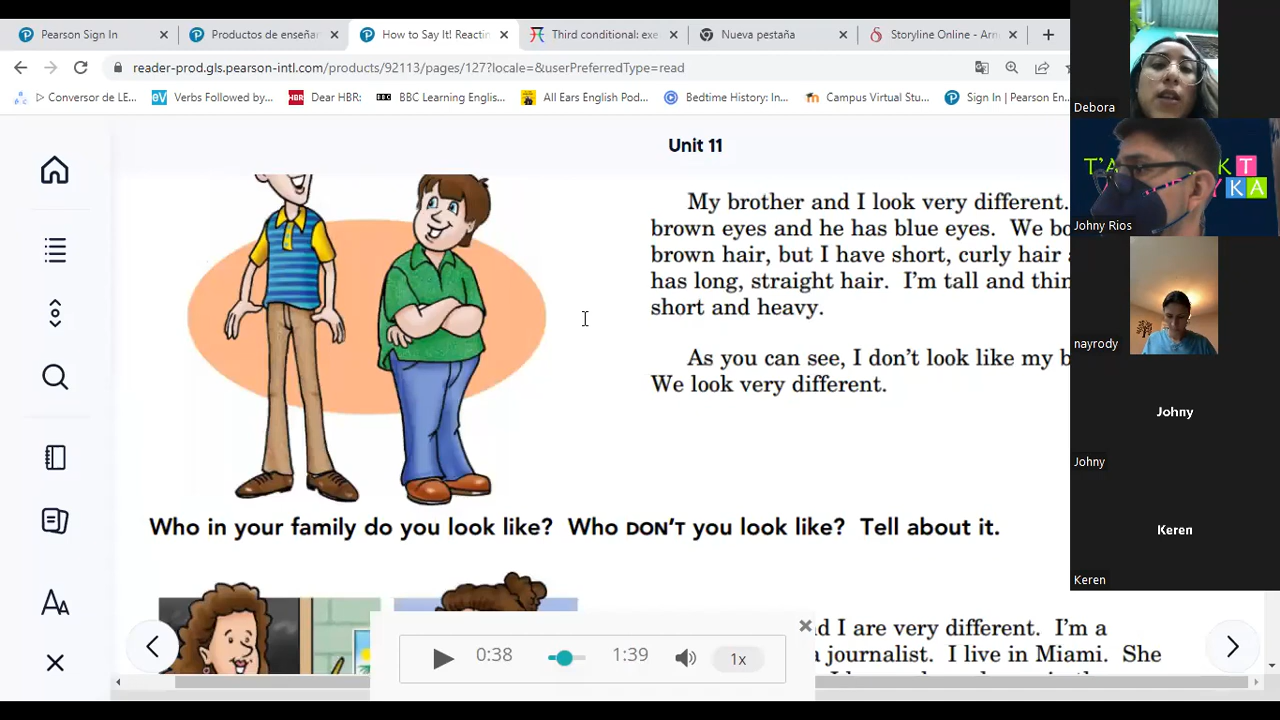 Pearson Sign In
Productos de enseña
How to Say It! Reactin
Third conditional: exe
Nueva pestaña
Storyline Online - Arn
reader-prod.gls.pearson-intl.com/products/92113/pages/127?locale=&userPreferredType=read
▷ Conversor de LE...
Verbs Followed by...
Dear HBR:
BBC Learning Englis...
All Ears English Pod...
Bedtime History: In...
Campus Virtual Stu...
Sign In | Pearson En...
Unit 11
My brother and I look very different.
brown eyes and he has blue eyes. We bo
brown hair, but I have short, curly hair
has long, straight hair. I'm tall and thin
short and heavy.
As you can see, I don't look like my b
We look very different.
Who in your family do you look like? Who DON'T you look like? Tell about it.
d I are very different. I'm a
a journalist. I live in Miami. She
0:38
1:39
1x
Debora
Johny Rios
nayrody
Johny
Johny
Keren
Keren